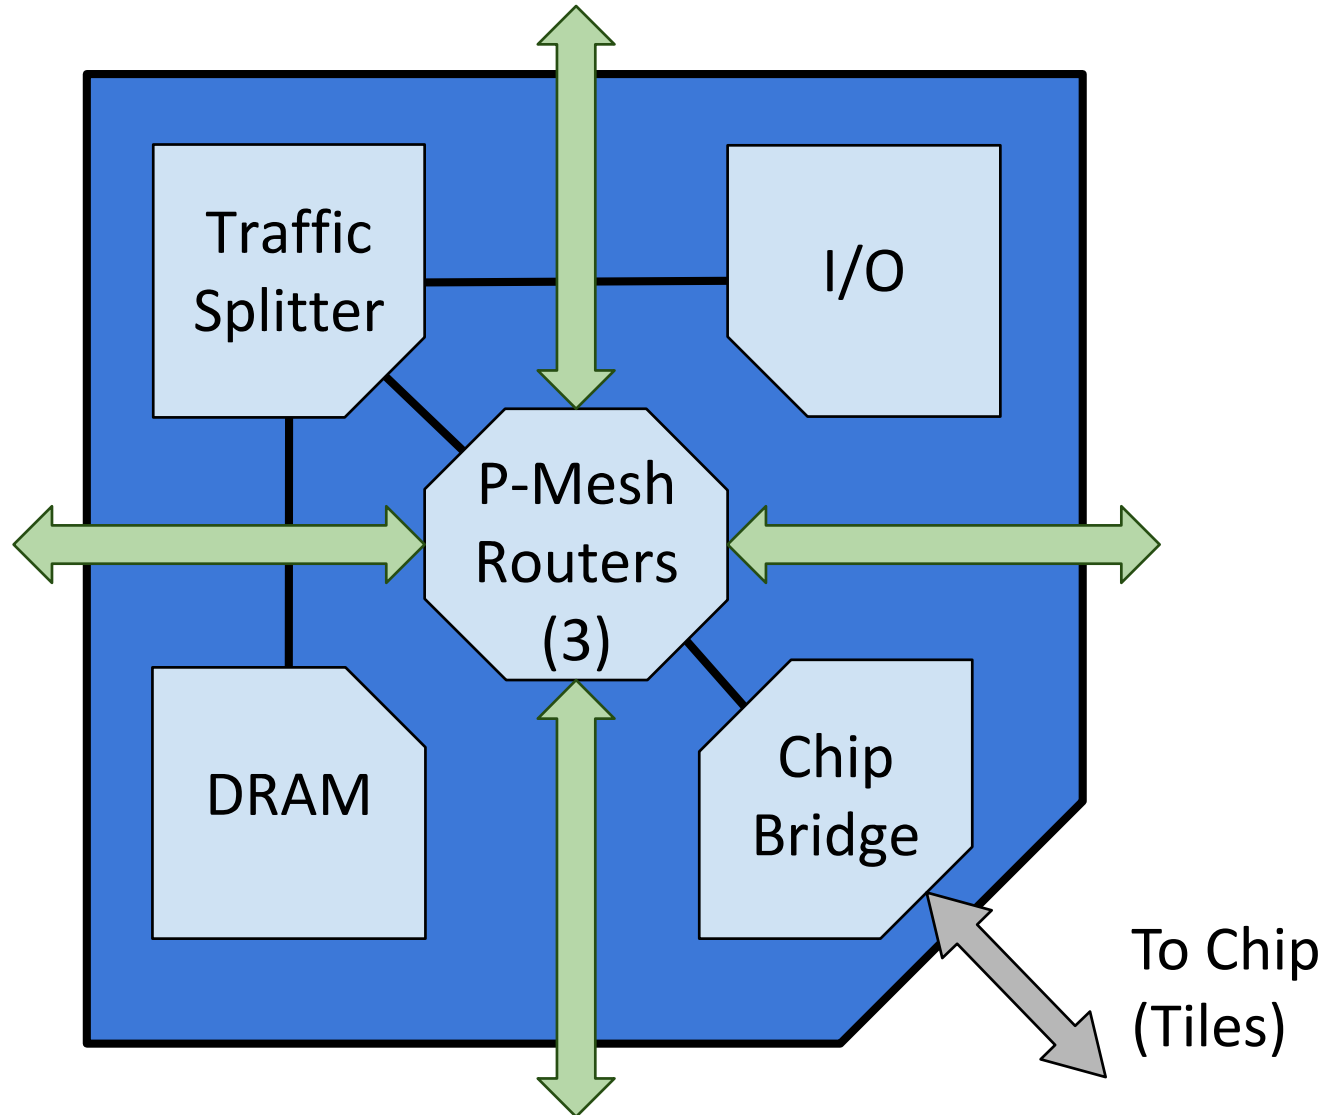 Traffic
Splitter
I/O
P-Mesh
Routers
(3)
DRAM
Chip
Bridge
To Chip
(Tiles)